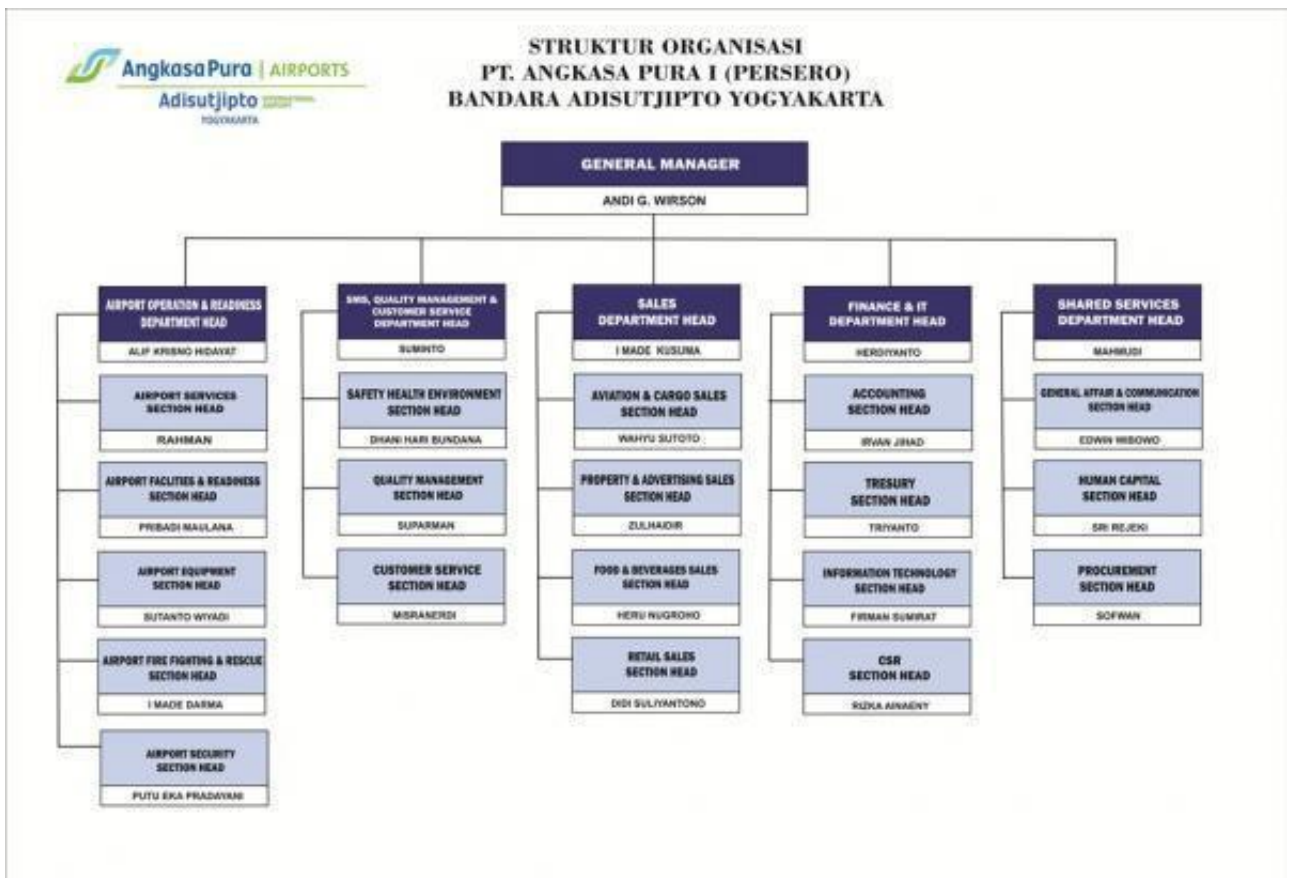 AngkasaPura | AIRPORTS
Adisutjipto
YOGYAKARTA
STRUKTUR ORGANISASI
PT. ANGKASA PURA I (PERSERO)
BANDARA ADISUTJIPTO YOGYAKARTA
GENERAL MANAGER
ANDI G. WIRSON
AIRPORT OPERATION & READINESS
DEPARTMENT HEAD
ALIF KRISNO HIDAYAT
AIRPORT SERVICES
SECTION HEAD
RAHMAN
AIRPORT FACLITIES & READINESS
SECTION HEAD
PRIBADI MAULANA
AIRPORT EQUIPMENT
SECTION HEAD
SUTANTO WIYADI
AIRPORT FIRE FIGHTING & RESCUE
SECTION HEAD
I MADE DARMA
AIRPORT SECURITY
SECTION HEAD
PUTU EKA PRADAYANI
SMS, QUALITY MANAGEMENT &
CUSTOMER SERVICE
DEPARTMENT HEAD
SUMINTO
SAFETY HEALTH ENVIRONMENT
SECTION HEAD
DHANI HARI BUNDANA
QUALITY MANAGEMENT
SECTION HEAD
SUPARMAN
CUSTOMER SERVICE
SECTION HEAD
MISRANERDI
SALES
DEPARTMENT HEAD
I MADE KUSUMA
AVIATION & CARGO SALES
SECTION HEAD
WAHYU SUTOTO
PROPERTY & ADVERTISING SALES
SECTION HEAD
ZULHAIDIR
FOOD & BEVERAGES SALES
SECTION HEAD
HERU NUGROHO
RETAIL SALES
SECTION HEAD
DIDI SULIYANTONO
FINANCE & IT
DEPARTMENT HEAD
HERDIYANTO
ACCOUNTING
SECTION HEAD
IRVAN JIHAD
TRESURY
SECTION HEAD
TRIYANTO
INFORMATION TECHNOLOGY
SECTION HEAD
FIRMAN SUMIRAT
CSR
SECTION HEAD
RIZKA AINAENY
SHARED SERVICES
DEPARTMENT HEAD
MAHMUDI
GENERAL AFFAIR & COMMUNICATION
SECTION HEAD
EDWIN WIBOWO
HUMAN CAPITAL
SECTION HEAD
SRI REJEKI
PROCUREMENT
SECTION HEAD
SOFWAN